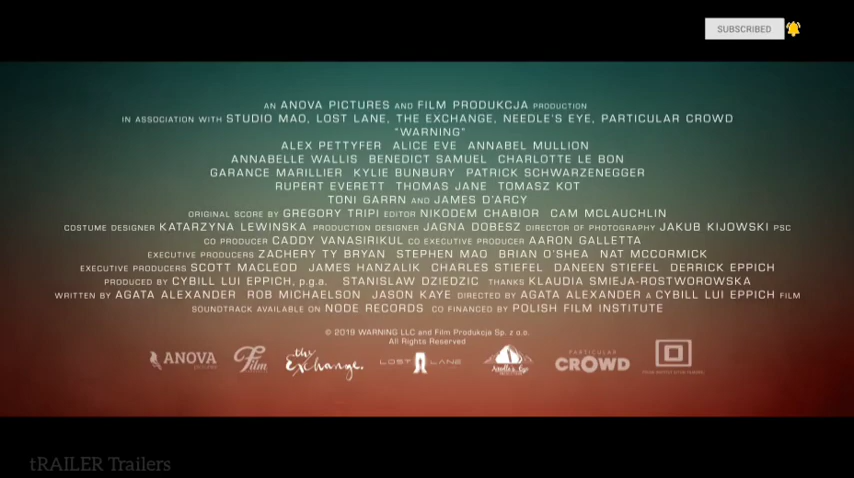 SUBSCRIBED
AN ANOVA PICTURES AND FILM PRODUKCJA PRODUCTION
IN ASSOCIATION WITH STUDIO MAO, LOST LANE, THE EXCHANGE, NEEDLE'S EYE, PARTICULAR CROWD
"WARNING"
ALEX PETTYFER ALICE EVE ANNABEL MULLION
ANNABELLE WALLIS BENEDICT SAMUEL CHARLOTTE LE BON
GARANCE MARILLIER KYLIE BUNBURY PATRICK SCHWARZENEGGER
RUPERT EVERETT THOMAS JANE TOMASZ KOT
TONI GARRN AND JAMES D'ARCY
ORIGINAL SCORE BY GREGORY TRIPI EDITOR NIKODEM CHABIOR CAM MCLAUCHLIN
COSTUME DESIGNER KATARZYNA LEWINSKA PRODUCTION DESIGNER JAGNA DOBESZ DIRECTOR OF PHOTOGRAPHY JAKUB KIJOWSKI PSC
CO PRODUCER CADDY VANASIRIKUL CO EXECUTIVE PRODUCER AARON GALLETTA
EXECUTIVE PRODUCERS ZACHERY TY BRYAN STEPHEN MAO BRIAN O'SHEA NAT MCCORMICK
EXECUTIVE PRODUCERS SCOTT MACLEOD JAMES HANZALIK CHARLES STIEFEL DANEEN STIEFEL DERRICK EPPICH
PRODUCED BY CYBILL LUI EPPICH, p.g.a. STANISLAW DZIEDZIC THANKS KLAUDIA SMIEJA-ROSTWOROWSKA
WRITTEN BY AGATA ALEXANDER ROB MICHAELSON JASON KAYE DIRECTED BY AGATA ALEXANDER A CYBILL LUI EPPICH FILM
SOUNDTRACK AVAILABLE ON NODE RECORDS CO FINANCED BY POLISH FILM INSTITUTE
© 2019 WARNING LLC and Film Produkcja Sp. z o.o.
All Rights Reserved
ANOVA pictures Film the Exchange. LOST LANE Needle's Eye PARTICULAR CROWD
tRAILER Trailers